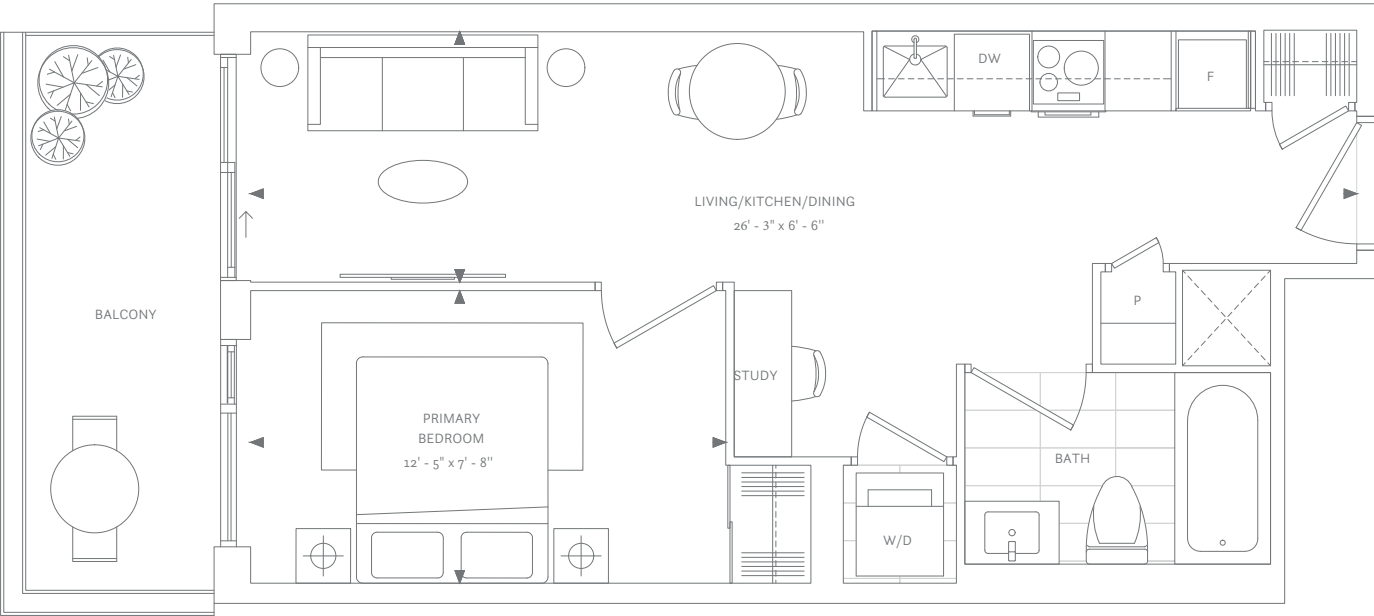 DW
F
LIVING/KITCHEN/DINING
26' - 3" x 6' - 6"
BALCONY
P
STUDY
PRIMARY
BEDROOM
12' - 5" x 7' - 8"
BATH
W/D